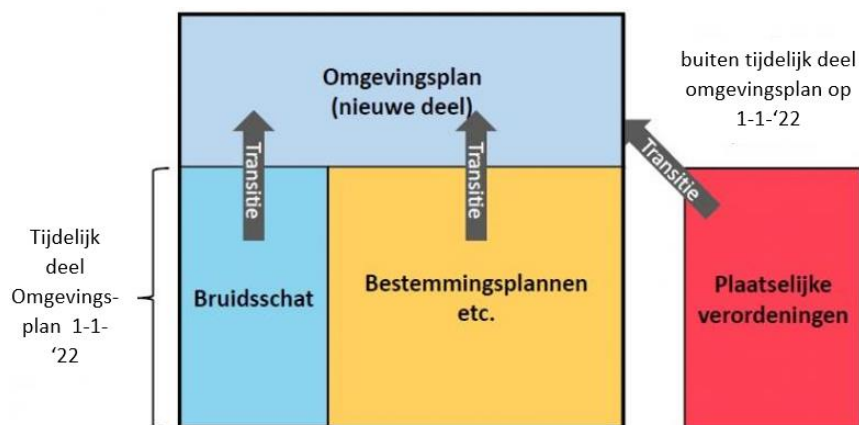 Omgevingsplan
(nieuwe deel)
buiten tijdelijk deel
omgevingsplan op
1-1-‘22
Transitie
Transitie
Transitie
Tijdelijk
deel
Omgevings-
plan 1-1-
‘22
Bruidsschat
Bestemmingsplannen
etc.
Plaatselijke
verordeningen